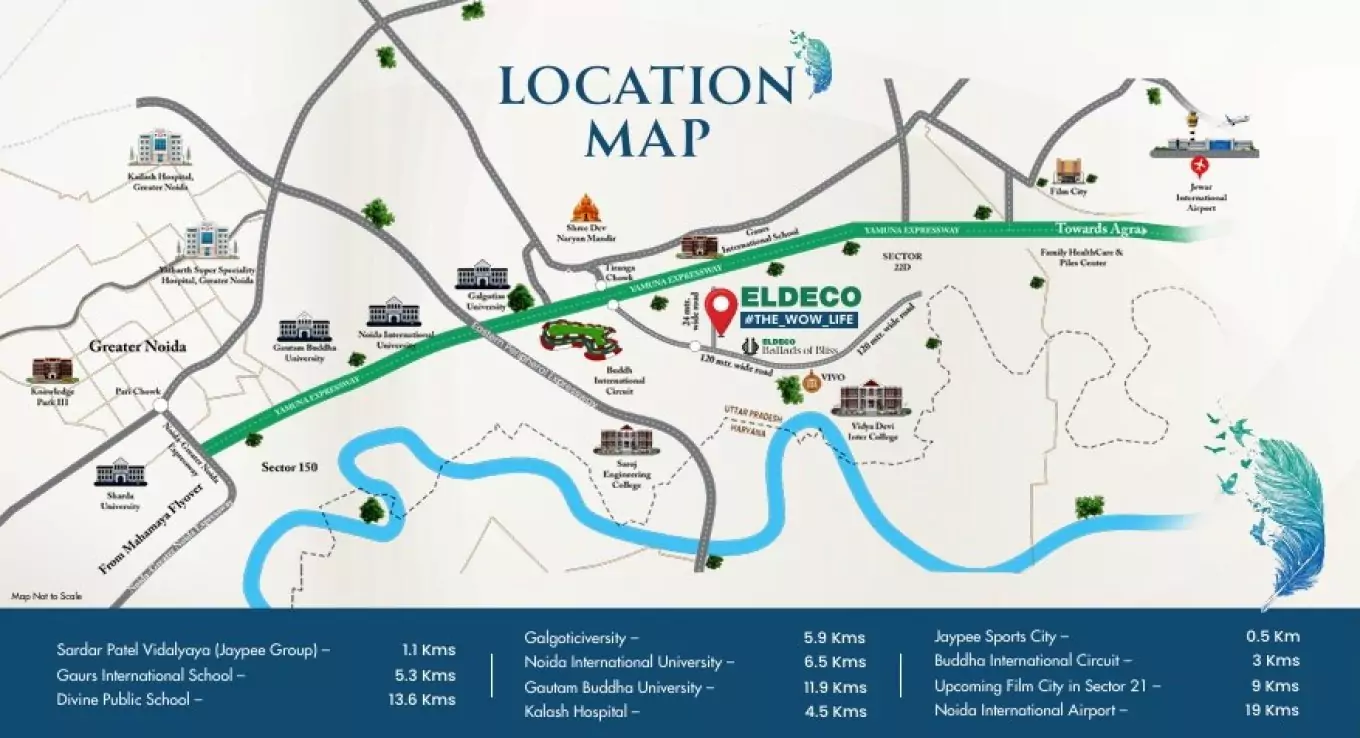 LOCATION
MAP
Kailash Hospital,
Greater Noida
Yatharth Super Speciality
Hospital, Greater Noida
Greater Noida
Knowledge
Park III
Pari Chowk
Gautam Buddha
University
Noida International
University
Galgotias
University
Shree Dev
Naryan Mandir
Tiranga
Chowk
Gaurs
International School
YAMUNA EXPRESSWAY
YAMUNA EXPRESSWAY
YAMUNA EXPRESSWAY
Towards Agra
SECTOR
22D
Film City
Jewar
International
Airport
Family HealthCare &
Piles Center
24 mtr.
wide road
ELDECO
#THE_WOW_LIFE
ELDECO
Ballads of Bliss
120 mtr. wide road
120 mtr. wide road
Buddh
International
Circuit
Eastern Peripheral Expressway
VIVO
Vidya Devi
Inter College
UTTAR PRADESH
HARYANA
Saroj
Engineering
College
Sector 150
Noida-Greater Noida
Expressway
Sharda
University
From Mahamaya Flyover
Noida-Greater Noida Expressway
Map Not to Scale
Sardar Patel Vidalyaya (Jaypee Group) – 1.1 Kms
Gaurs International School – 5.3 Kms
Divine Public School – 13.6 Kms
Galgoticiversity – 5.9 Kms
Noida International University – 6.5 Kms
Gautam Buddha University – 11.9 Kms
Kalash Hospital – 4.5 Kms
Jaypee Sports City – 0.5 Km
Buddha International Circuit – 3 Kms
Upcoming Film City in Sector 21 – 9 Kms
Noida International Airport – 19 Kms